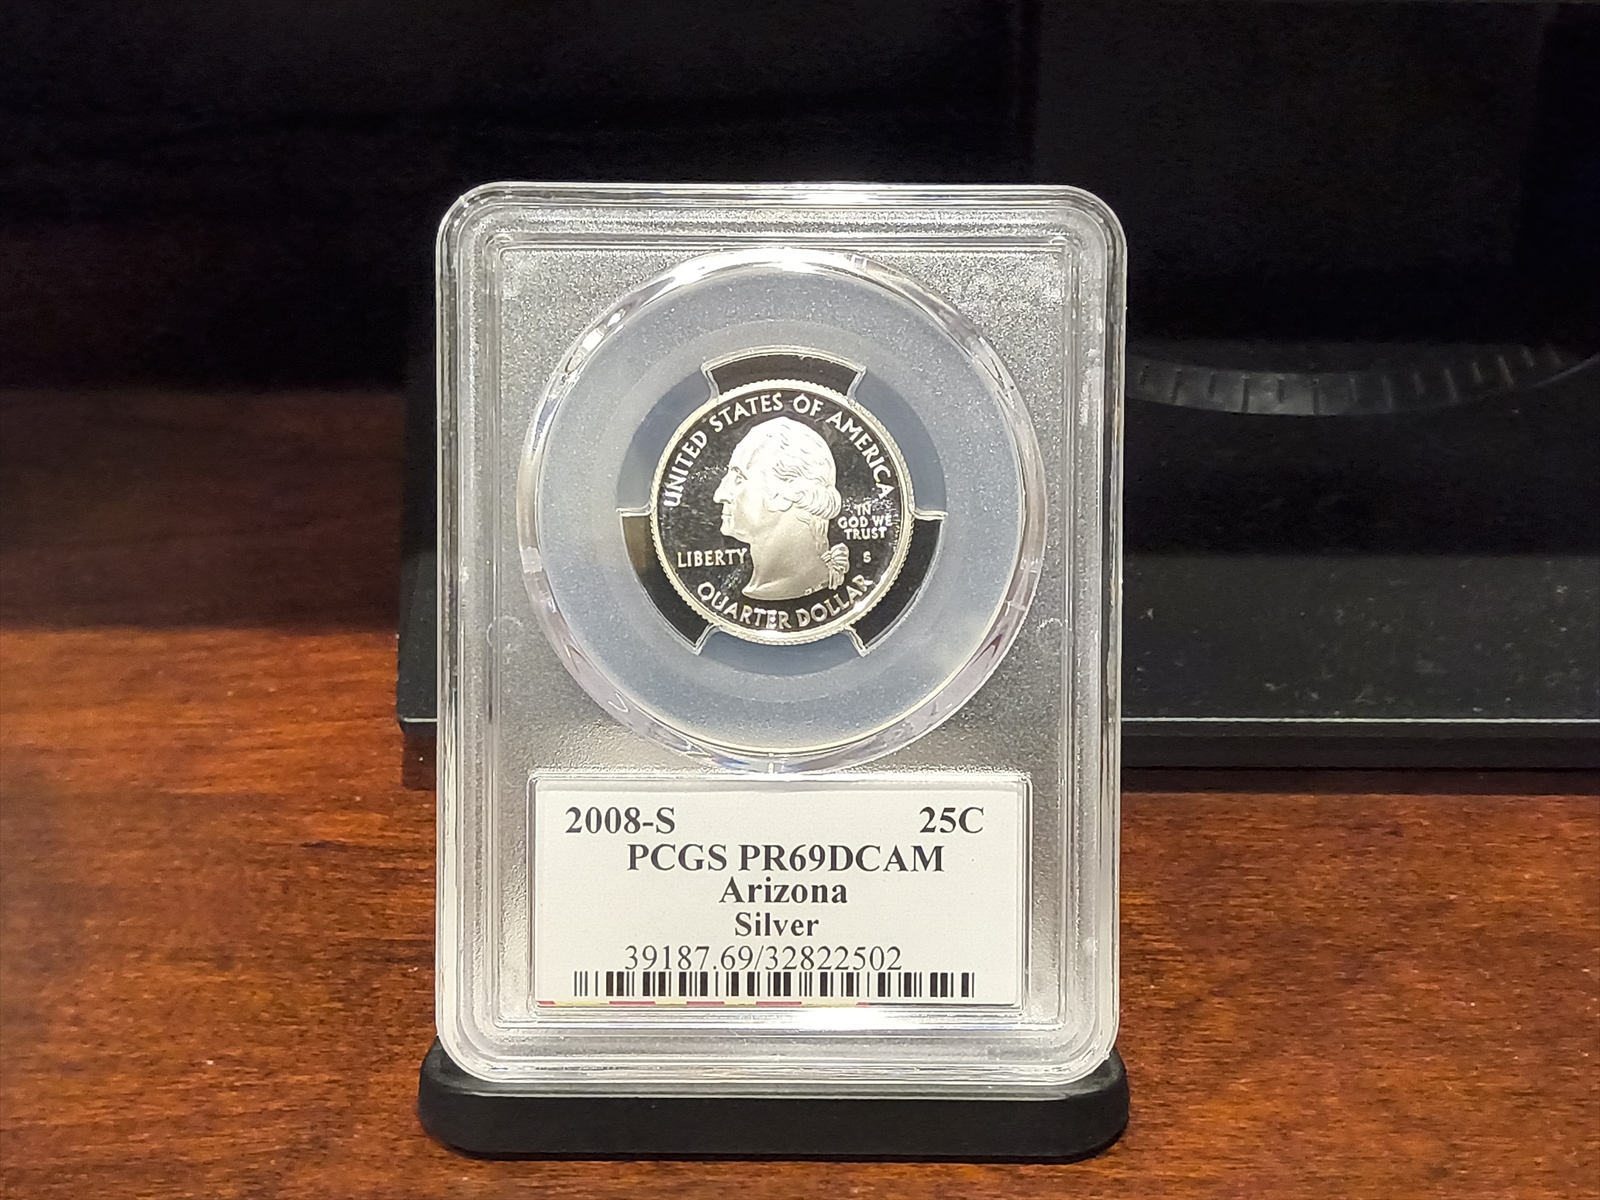 UNITED STATES OF AMERICA
IN
GOD WE
TRUST
LIBERTY
S
QUARTER DOLLAR
2008-S 25C
PCGS PR69DCAM
Arizona
Silver
39187.69/32822502